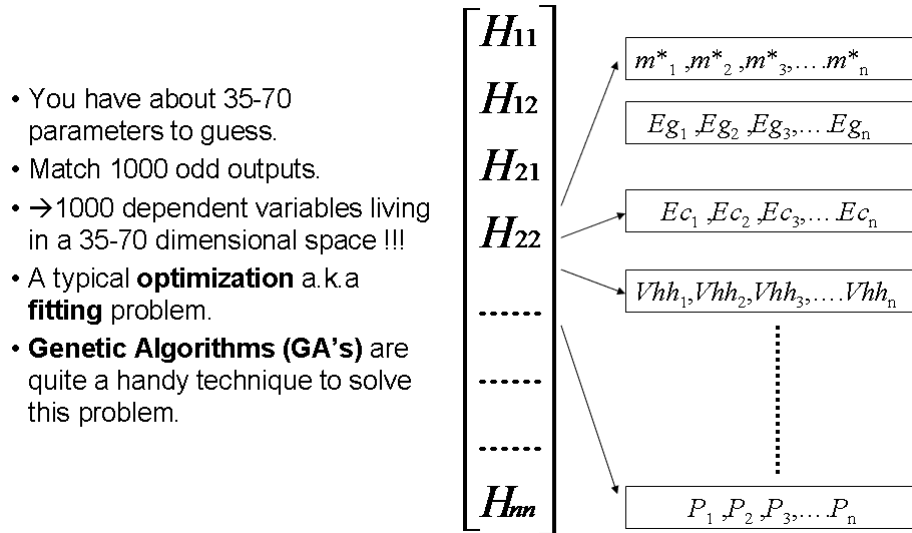 • You have about 35-70
parameters to guess.
• Match 1000 odd outputs.
• →1000 dependent variables living
in a 35-70 dimensional space !!!
• A typical optimization a.k.a
fitting problem.
• Genetic Algorithms (GA's) are
quite a handy technique to solve
this problem.
H11
H12
H21
H22
......
......
......
Hnn
m*1 ,m*2 ,m*3,....m*n
Eg1 ,Eg2 ,Eg3,....Egn
Ec1 ,Ec2 ,Ec3,....Ecn
Vhh1,Vhh2,Vhh3,....Vhhn
P1 ,P2 ,P3,....Pn